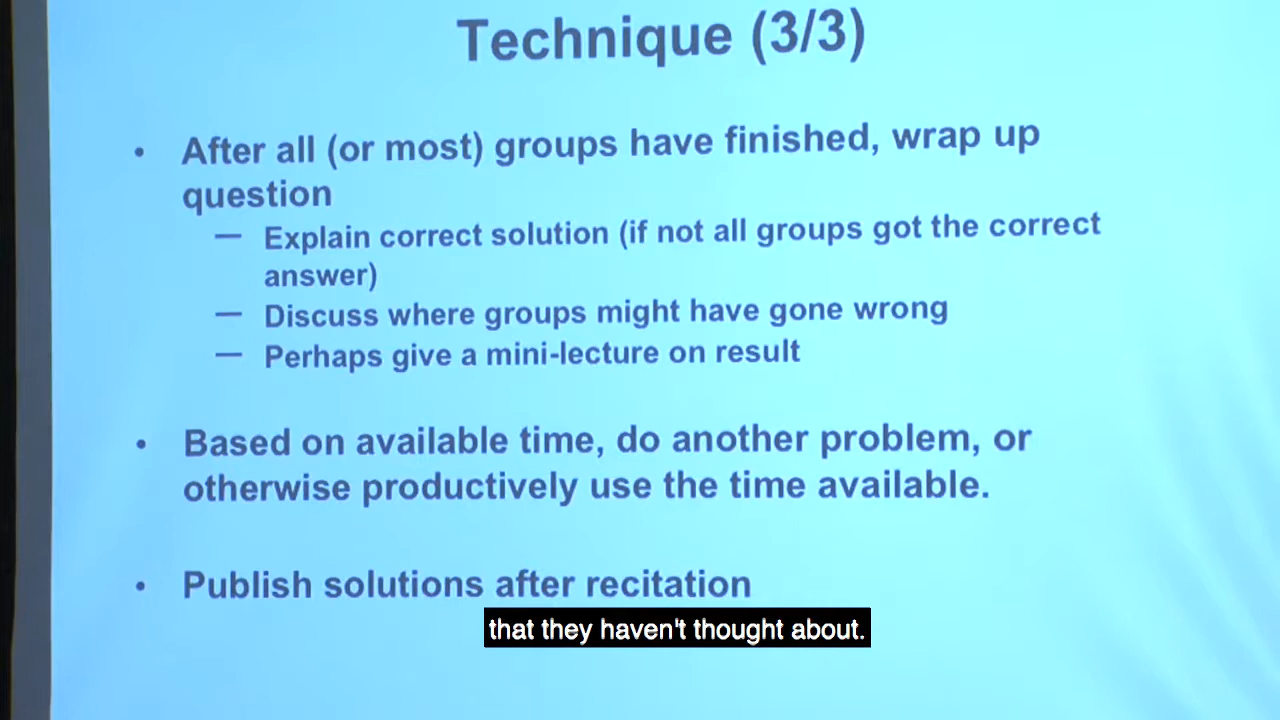 Technique (3/3)
• After all (or most) groups have finished, wrap up
question
— Explain correct solution (if not all groups got the correct
answer)
— Discuss where groups might have gone wrong
— Perhaps give a mini-lecture on result
• Based on available time, do another problem, or
otherwise productively use the time available.
• Publish solutions after recitation
that they haven't thought about.